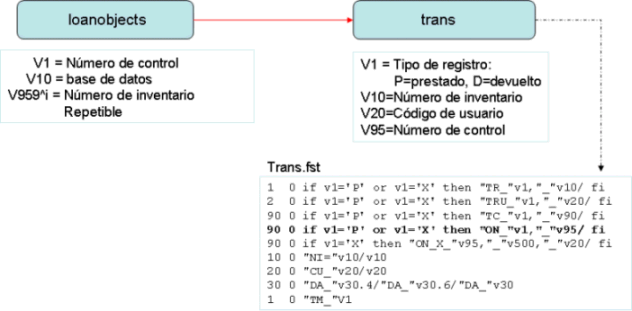 loanobjects
trans
V1 = Número de control
V10 = base de datos
V959^i = Número de inventario
Repetible
V1 = Tipo de registro:
P=prestado, D=devuelto
V10=Número de inventario
V20=Código de usuario
V95=Número de control
Trans.fst
1 0 if v1='P' or v1='X' then "TR_"v1,"_"v10/ fi
2 0 if v1='P' or v1='X' then "TRU_"v1,"_"v20/ fi
90 0 if v1='P' or v1='X' then "TC_"v1,"_"v90/ fi
90 0 if v1='P' or v1='X' then "ON_"v1,"_"v95/ fi
90 0 if v1='X' then "ON_X_"v95,"_"v500,"_"v20/ fi
10 0 "NI="v10/v10
20 0 "CU_"v20/v20
30 0 "DA_"v30.4/"DA_"v30.6/"DA_"v30
1 0 "TM_"V1